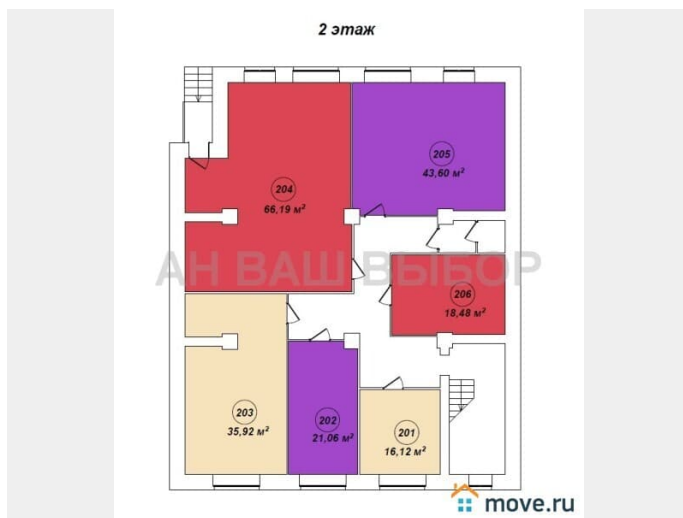 2 этаж
205
43,60 м²
204
66,19 м²
АН ВАШ ВЫБОР
206
18,48 м²
203
35,92 м²
202
21,06 м²
201
16,12 м²
move.ru